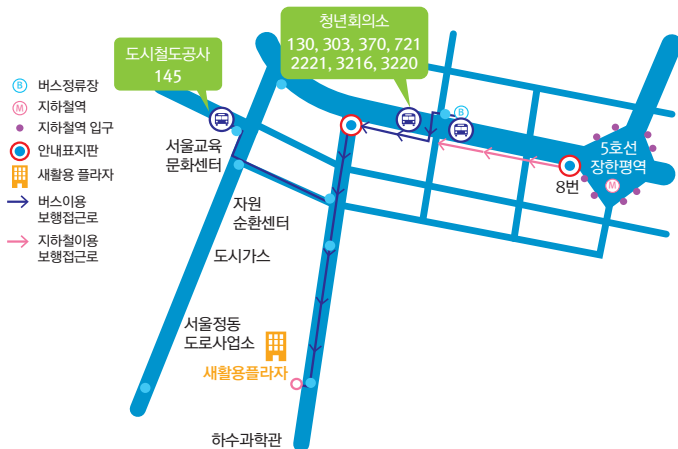 청년회의소
130, 303, 370, 721
2221, 3216, 3220
도시철도공사
145
B 버스정류장
M 지하철역
지하철역 입구
안내표지판
새활용 플라자
버스이용
보행접근로
지하철이용
보행접근로
B
서울교육
문화센터
5호선
장한평역
M
8번
자원
순환센터
도시가스
서울정동
도로사업소
새활용플라자
하수과학관